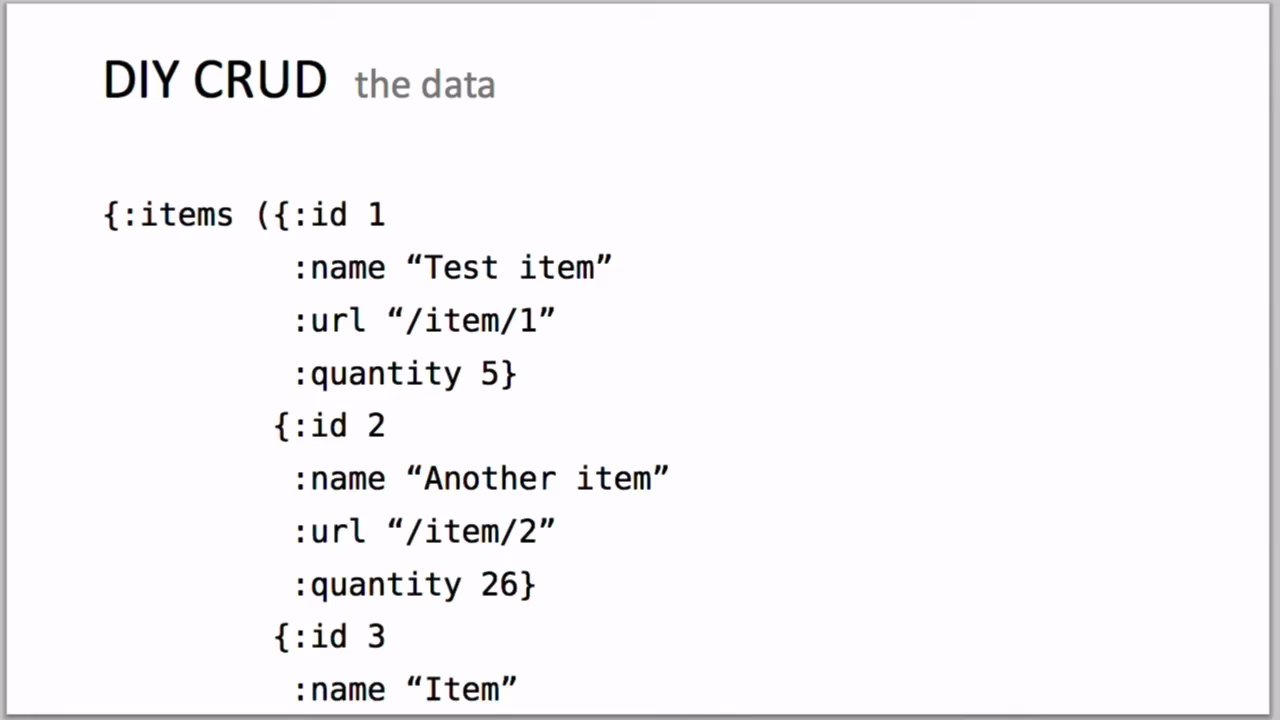 DIY CRUD the data
{:items ({:id 1
:name “Test item”
:url “/item/1”
:quantity 5}
{:id 2
:name “Another item”
:url “/item/2”
:quantity 26}
{:id 3
:name “Item”